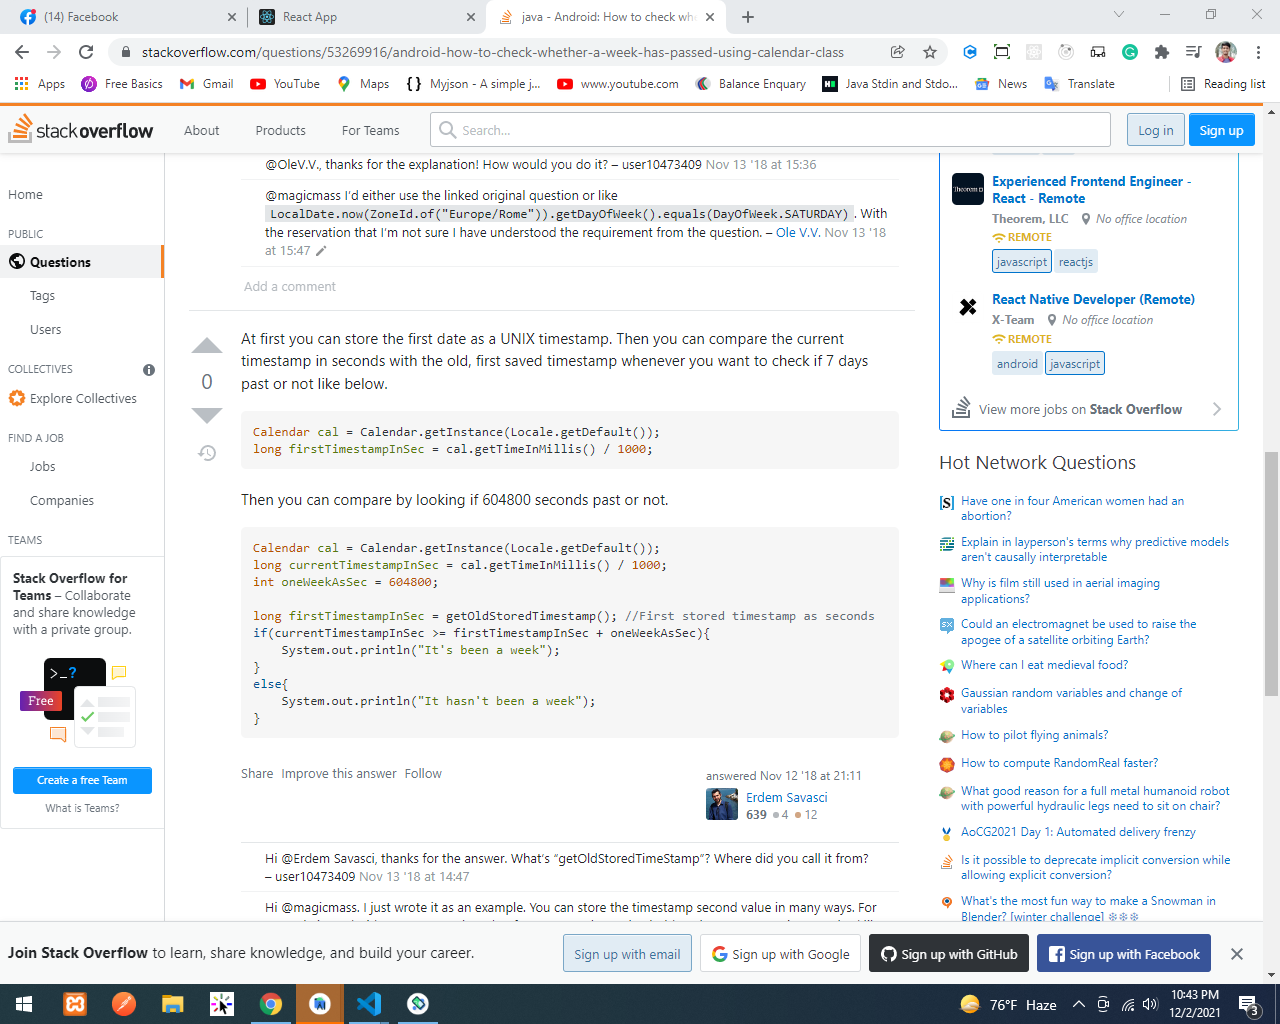 (14) Facebook
React App
java - Android: How to check whe
stackoverflow.com/questions/53269916/android-how-to-check-whether-a-week-has-passed-using-calendar-class
Apps
Free Basics
Gmail
YouTube
Maps
Myjson - A simple j...
www.youtube.com
Balance Enquary
Java Stdin and Stdo...
News
Translate
Reading list
stackoverflow
About
Products
For Teams
Search...
Log in
Sign up
Home
PUBLIC
Questions
Tags
Users
COLLECTIVES
Explore Collectives
FIND A JOB
Jobs
Companies
TEAMS
Stack Overflow for
Teams – Collaborate
and share knowledge
with a private group.
>_?
Free
Create a free Team
What is Teams?
@OleV.V., thanks for the explanation! How would you do it? – user10473409 Nov 13 '18 at 15:36
@magicmass I'd either use the linked original question or like
LocalDate.now(ZoneId.of("Europe/Rome")).getDayOfWeek().equals(DayOfWeek.SATURDAY) . With
the reservation that I'm not sure I have understood the requirement from the question. – Ole V.V. Nov 13 '18
at 15:47
Add a comment
0
At first you can store the first date as a UNIX timestamp. Then you can compare the current
timestamp in seconds with the old, first saved timestamp whenever you want to check if 7 days
past or not like below.
Calendar cal = Calendar.getInstance(Locale.getDefault());
long firstTimestampInSec = cal.getTimeInMillis() / 1000;
Then you can compare by looking if 604800 seconds past or not.
Calendar cal = Calendar.getInstance(Locale.getDefault());
long currentTimestampInSec = cal.getTimeInMillis() / 1000;
int oneWeekAsSec = 604800;
long firstTimestampInSec = getOldStoredTimestamp(); //First stored timestamp as seconds
if(currentTimestampInSec >= firstTimestampInSec + oneWeekAsSec){
System.out.println("It's been a week");
}
else{
System.out.println("It hasn't been a week");
}
Share Improve this answer Follow
answered Nov 12 '18 at 21:11
Erdem Savasci
639 4 12
Hi @Erdem Savasci, thanks for the answer. What's "getOldStoredTimeStamp"? Where did you call it from?
– user10473409 Nov 13 '18 at 14:47
Hi @magicmass. I just wrote it as an example. You can store the timestamp second value in many ways. For
Experienced Frontend Engineer -
React - Remote
Theorem, LLC No office location
REMOTE
javascript reactjs
React Native Developer (Remote)
X-Team No office location
REMOTE
android javascript
View more jobs on Stack Overflow
Hot Network Questions
Have one in four American women had an
abortion?
Explain in layperson's terms why predictive models
aren't causally interpretable
Why is film still used in aerial imaging
applications?
Could an electromagnet be used to raise the
apogee of a satellite orbiting Earth?
Where can I eat medieval food?
Gaussian random variables and change of
variables
How to pilot flying animals?
How to compute RandomReal faster?
What good reason for a full metal humanoid robot
with powerful hydraulic legs need to sit on chair?
AoCG2021 Day 1: Automated delivery frenzy
Is it possible to deprecate implicit conversion while
allowing explicit conversion?
What's the most fun way to make a Snowman in
Blender? [winter challenge] ❄❄❄
Join Stack Overflow to learn, share knowledge, and build your career.
Sign up with email
Sign up with Google
Sign up with GitHub
Sign up with Facebook
76°F Haze
10:43 PM
12/2/2021
3